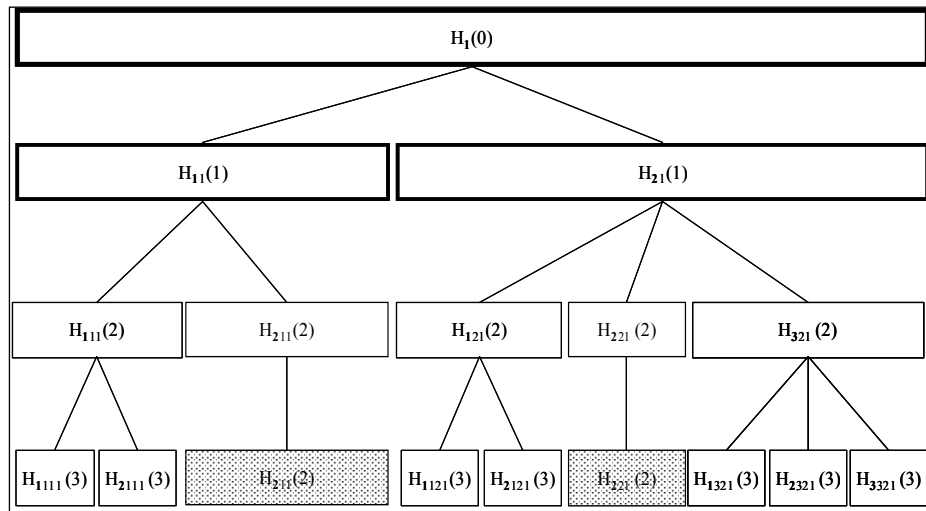 H₁(0)
H₁₁(1) H₂₁(1)
H₁₁₁(2) H₂₁₁(2) H₁₂₁(2) H₂₂₁(2) H₃₂₁(2)
H₁₁₁₁(3) H₂₁₁₁(3) H₂₁₁(2) H₁₁₂₁(3) H₂₁₂₁(3) H₂₂₁(2) H₁₃₂₁(3) H₂₃₂₁(3) H₃₃₂₁(3)